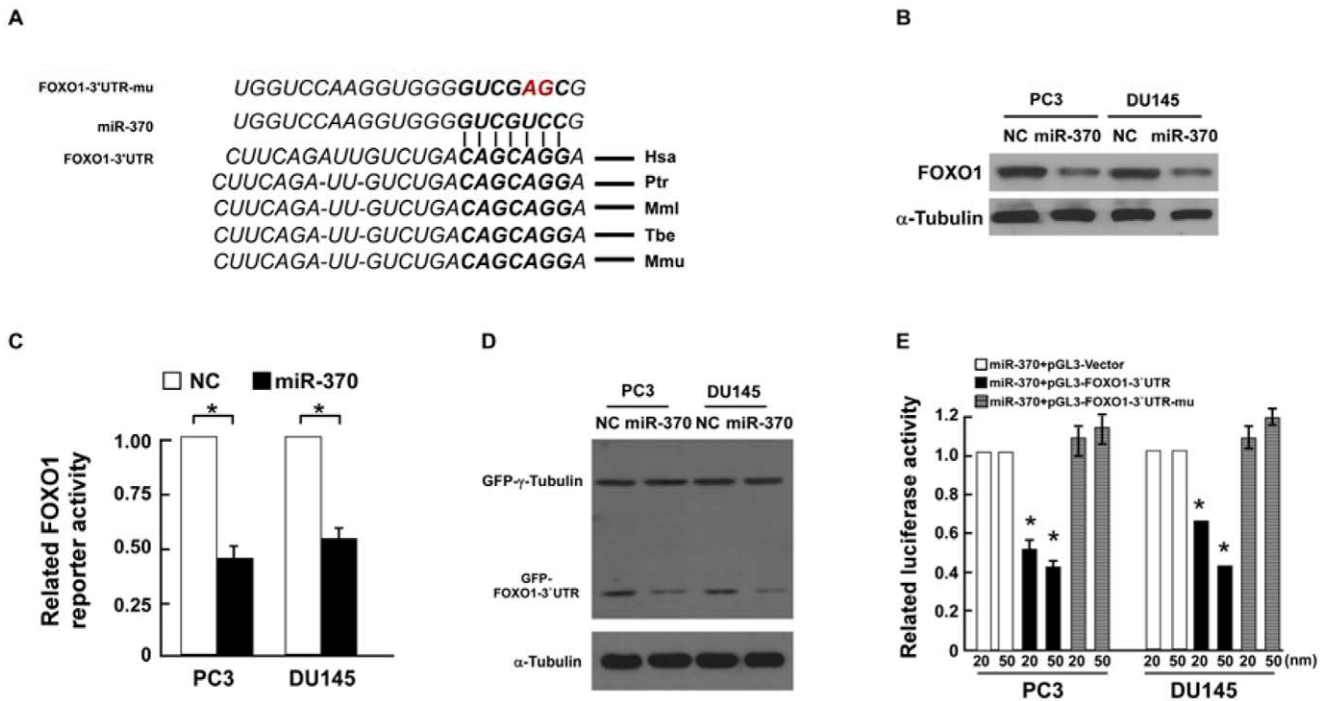 A
FOXO1-3'UTR-mu UGGUCCAAGGUGGGGUCGAGCG
miR-370 UGGUCCAAGGUGGGGUCGUCCG
FOXO1-3'UTR CUUCAGAUUGUCUGACAGCAGGA Hsa
CUUCAGA-UU-GUCUGACAGCAGGA Ptr
CUUCAGA-UU-GUCUGACAGCAGGA Mml
CUUCAGA-UU-GUCUGACAGCAGGA Tbe
CUUCAGA-UU-GUCUGACAGCAGGA Mmu
B
PC3 DU145
NC miR-370 NC miR-370
FOXO1
α-Tubulin
C
NC miR-370
* *
Related FOXO1
reporter activity
1.00
0.75
0.50
0.25
0
PC3 DU145
D
PC3 DU145
NC miR-370 NC miR-370
GFP-γ-Tubulin
GFP-
FOXO1-3`UTR
α-Tubulin
E
miR-370+pGL3-Vector
miR-370+pGL3-FOXO1-3`UTR
miR-370+pGL3-FOXO1-3`UTR-mu
Related luciferase activity
1.2
1.0
0.8
0.6
0.4
0.2
0
* * * *
20 50 20 50 20 50 20 50 20 50 20 50 (nm)
PC3 DU145